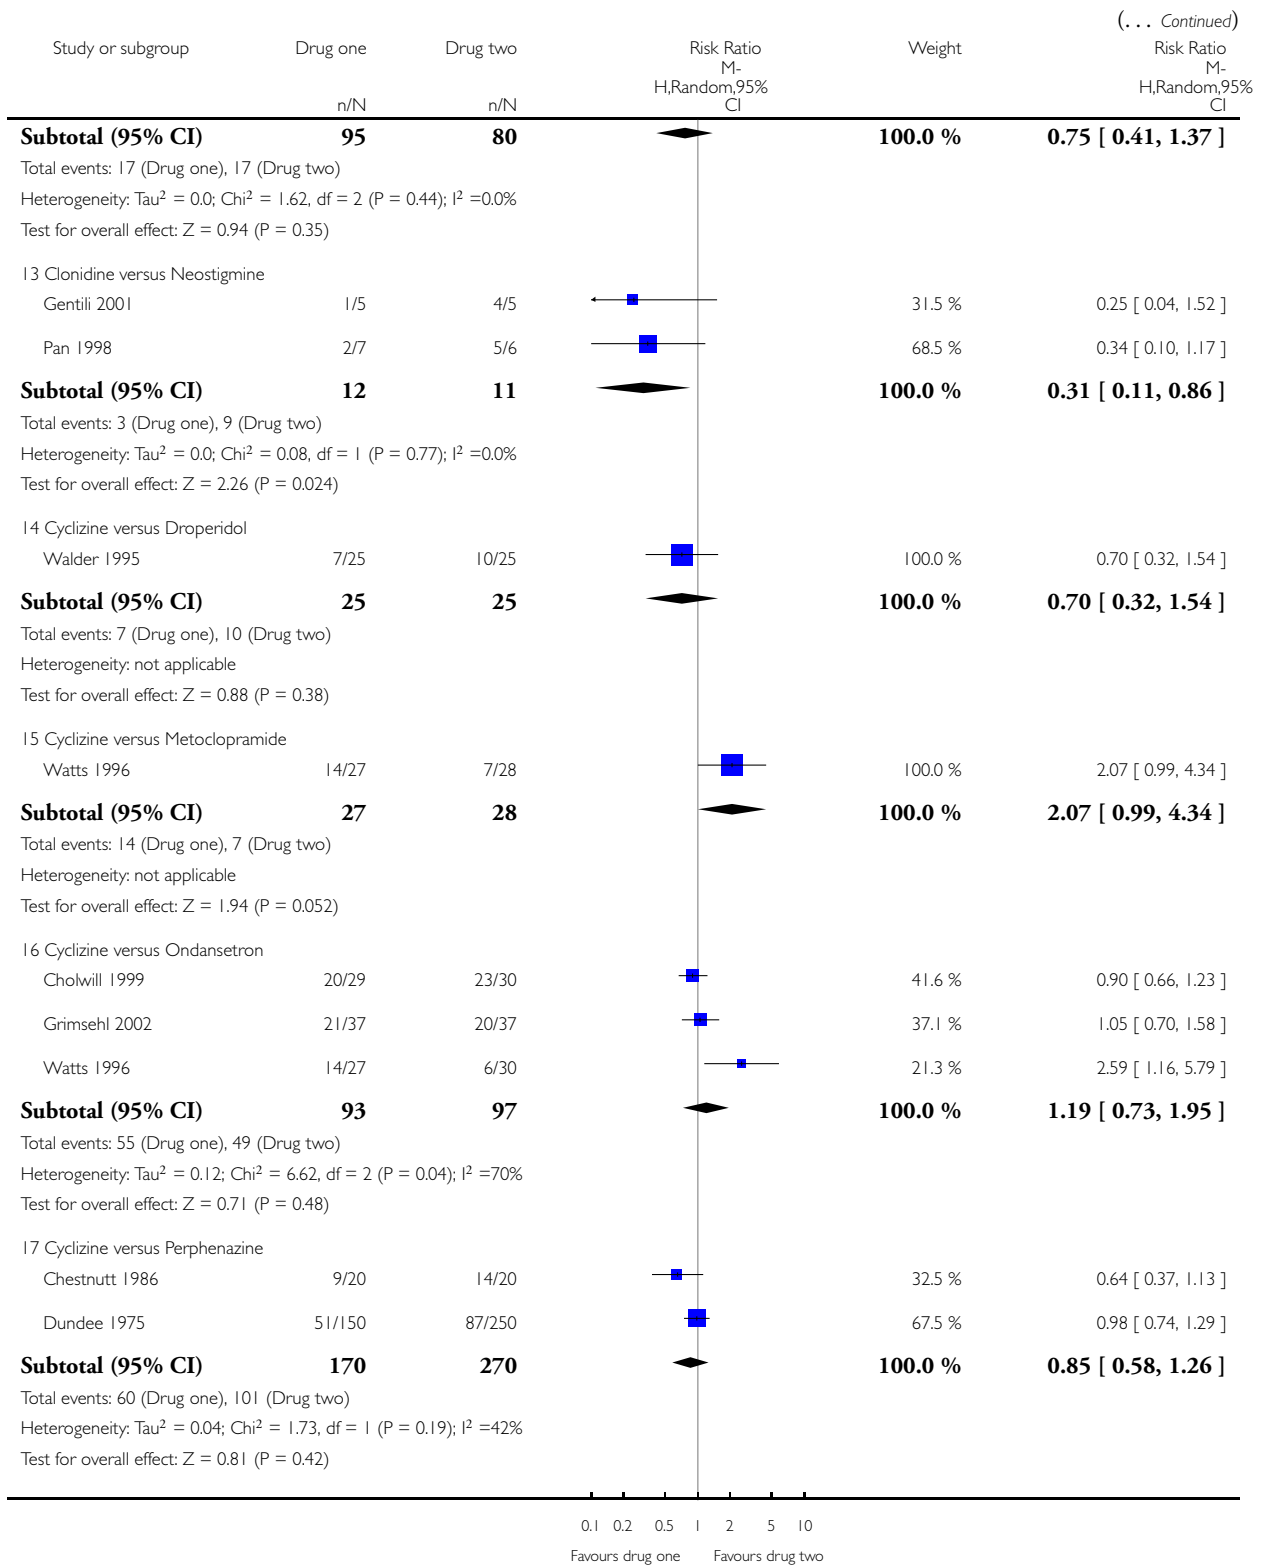 (... Continued)
Study or subgroup Drug one Drug two Risk Ratio Weight Risk Ratio
M- M-
H,Random,95% H,Random,95%
n/N n/N CI CI
Subtotal (95% CI) 95 80 100.0 % 0.75 [ 0.41, 1.37 ]
Total events: 17 (Drug one), 17 (Drug two)
Heterogeneity: Tau² = 0.0; Chi² = 1.62, df = 2 (P = 0.44); I² =0.0%
Test for overall effect: Z = 0.94 (P = 0.35)
13 Clonidine versus Neostigmine
Gentili 2001 1/5 4/5 31.5 % 0.25 [ 0.04, 1.52 ]
Pan 1998 2/7 5/6 68.5 % 0.34 [ 0.10, 1.17 ]
Subtotal (95% CI) 12 11 100.0 % 0.31 [ 0.11, 0.86 ]
Total events: 3 (Drug one), 9 (Drug two)
Heterogeneity: Tau² = 0.0; Chi² = 0.08, df = 1 (P = 0.77); I² =0.0%
Test for overall effect: Z = 2.26 (P = 0.024)
14 Cyclizine versus Droperidol
Walder 1995 7/25 10/25 100.0 % 0.70 [ 0.32, 1.54 ]
Subtotal (95% CI) 25 25 100.0 % 0.70 [ 0.32, 1.54 ]
Total events: 7 (Drug one), 10 (Drug two)
Heterogeneity: not applicable
Test for overall effect: Z = 0.88 (P = 0.38)
15 Cyclizine versus Metoclopramide
Watts 1996 14/27 7/28 100.0 % 2.07 [ 0.99, 4.34 ]
Subtotal (95% CI) 27 28 100.0 % 2.07 [ 0.99, 4.34 ]
Total events: 14 (Drug one), 7 (Drug two)
Heterogeneity: not applicable
Test for overall effect: Z = 1.94 (P = 0.052)
16 Cyclizine versus Ondansetron
Cholwill 1999 20/29 23/30 41.6 % 0.90 [ 0.66, 1.23 ]
Grimsehl 2002 21/37 20/37 37.1 % 1.05 [ 0.70, 1.58 ]
Watts 1996 14/27 6/30 21.3 % 2.59 [ 1.16, 5.79 ]
Subtotal (95% CI) 93 97 100.0 % 1.19 [ 0.73, 1.95 ]
Total events: 55 (Drug one), 49 (Drug two)
Heterogeneity: Tau² = 0.12; Chi² = 6.62, df = 2 (P = 0.04); I² =70%
Test for overall effect: Z = 0.71 (P = 0.48)
17 Cyclizine versus Perphenazine
Chestnutt 1986 9/20 14/20 32.5 % 0.64 [ 0.37, 1.13 ]
Dundee 1975 51/150 87/250 67.5 % 0.98 [ 0.74, 1.29 ]
Subtotal (95% CI) 170 270 100.0 % 0.85 [ 0.58, 1.26 ]
Total events: 60 (Drug one), 101 (Drug two)
Heterogeneity: Tau² = 0.04; Chi² = 1.73, df = 1 (P = 0.19); I² =42%
Test for overall effect: Z = 0.81 (P = 0.42)
0.1 0.2 0.5 1 2 5 10
Favours drug one Favours drug two